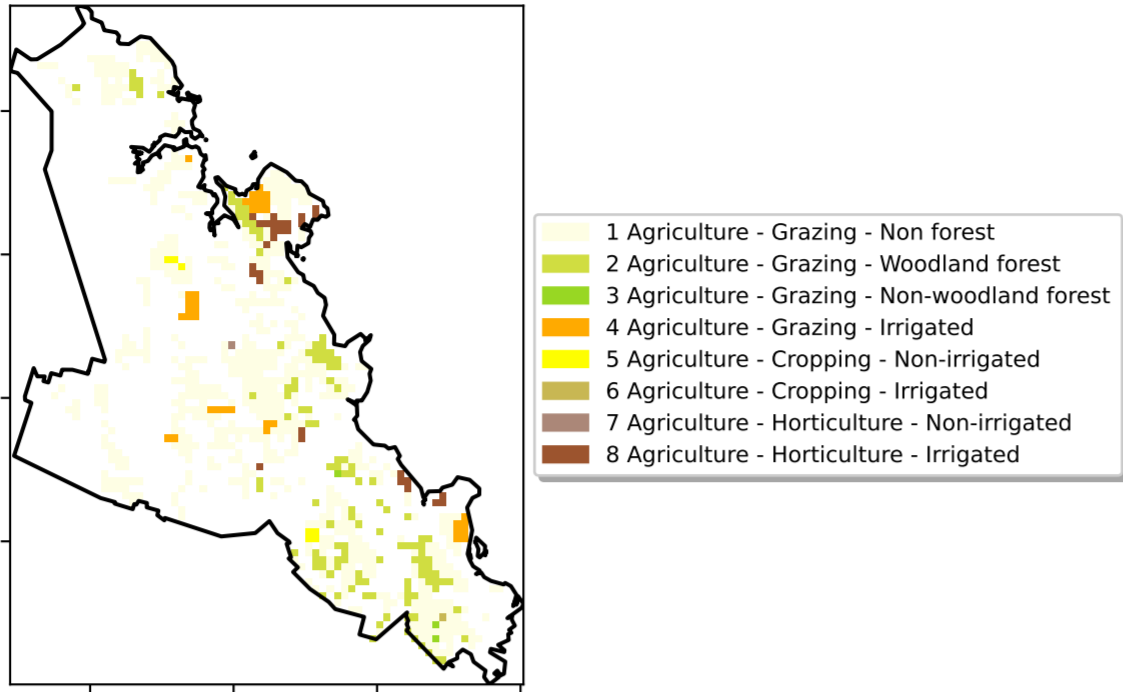 1 Agriculture - Grazing - Non forest
2 Agriculture - Grazing - Woodland forest
3 Agriculture - Grazing - Non-woodland forest
4 Agriculture - Grazing - Irrigated
5 Agriculture - Cropping - Non-irrigated
6 Agriculture - Cropping - Irrigated
7 Agriculture - Horticulture - Non-irrigated
8 Agriculture - Horticulture - Irrigated